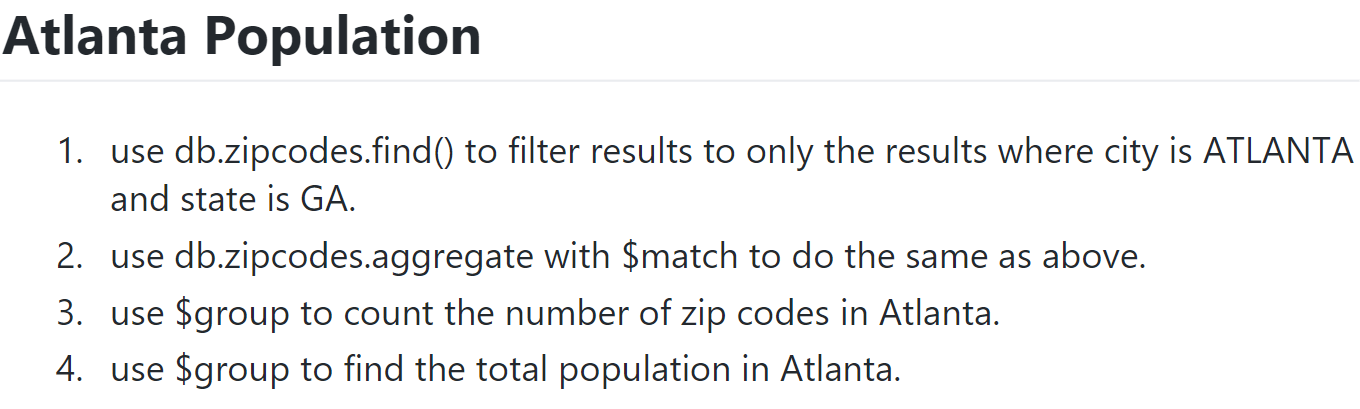 Atlanta Population
1. use db.zipcodes.find() to filter results to only the results where city is ATLANTA
and state is GA.
2. use db.zipcodes.aggregate with $match to do the same as above.
3. use $group to count the number of zip codes in Atlanta.
4. use $group to find the total population in Atlanta.